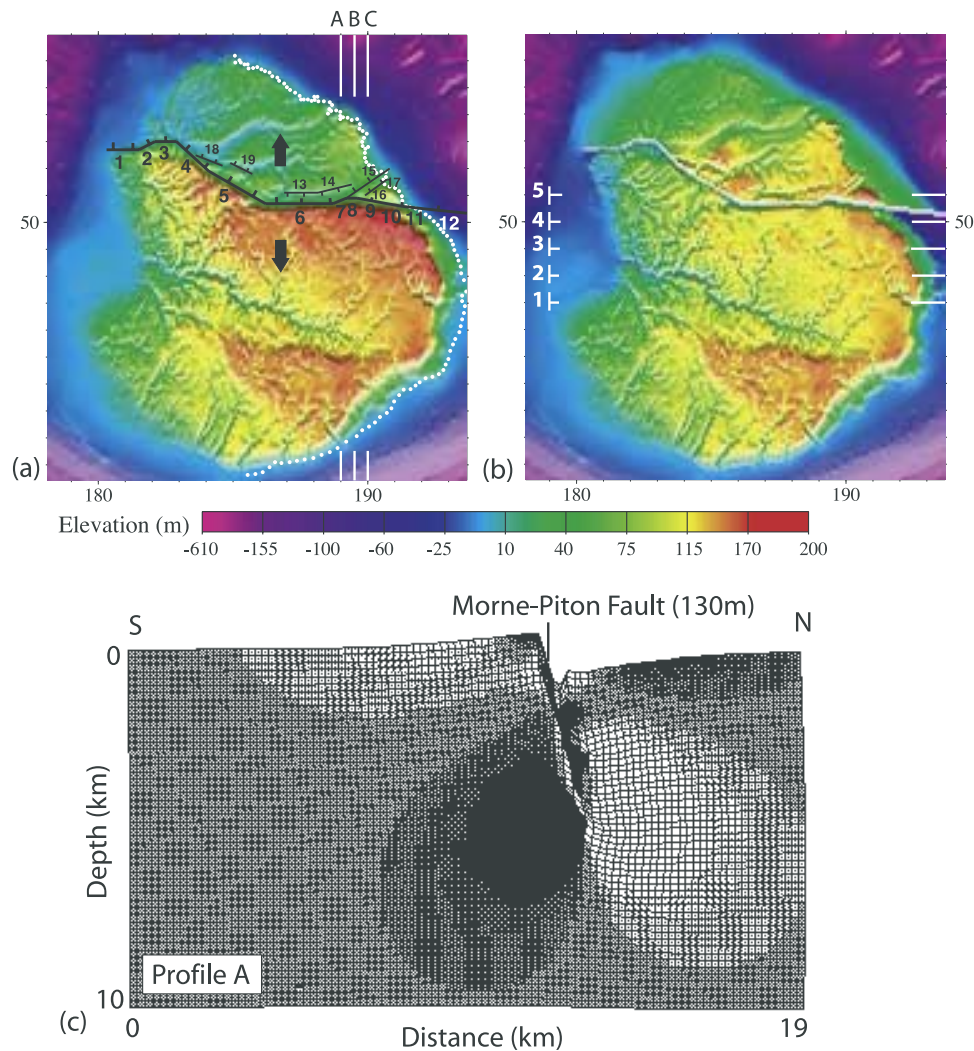 A B C
18
19
1 2 3 4
5
13 14
15
17
16
6
7 8 9 10 11 12
50
(a)
180 190
5
4
3
2
1
50
(b)
180 190
Elevation (m)
-610 -155 -100 -60 -25 10 40 75 115 170 200
Morne-Piton Fault (130m)
S N
0
Depth (km)
Profile A
10
(c)
0 Distance (km) 19